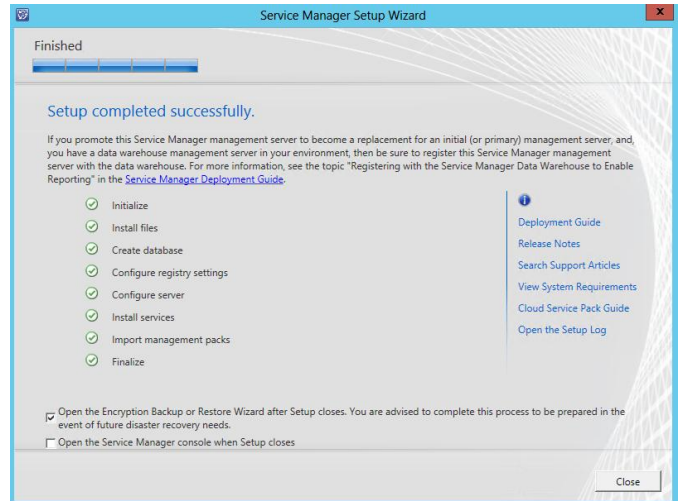 Service Manager Setup Wizard
x
Finished
Setup completed successfully.
If you promote this Service Manager management server to become a replacement for an initial (or primary) management server, and,
you have a data warehouse management server in your environment, then be sure to register this Service Manager management
server with the data warehouse. For more information, see the topic "Registering with the Service Manager Data Warehouse to Enable
Reporting" in the Service Manager Deployment Guide.
Initialize
Install files
Create database
Configure registry settings
Configure server
Install services
Import management packs
Finalize
Deployment Guide
Release Notes
Search Support Articles
View System Requirements
Cloud Service Pack Guide
Open the Setup Log
Open the Encryption Backup or Restore Wizard after Setup closes. You are advised to complete this process to be prepared in the
event of future disaster recovery needs.
Open the Service Manager console when Setup closes
Close